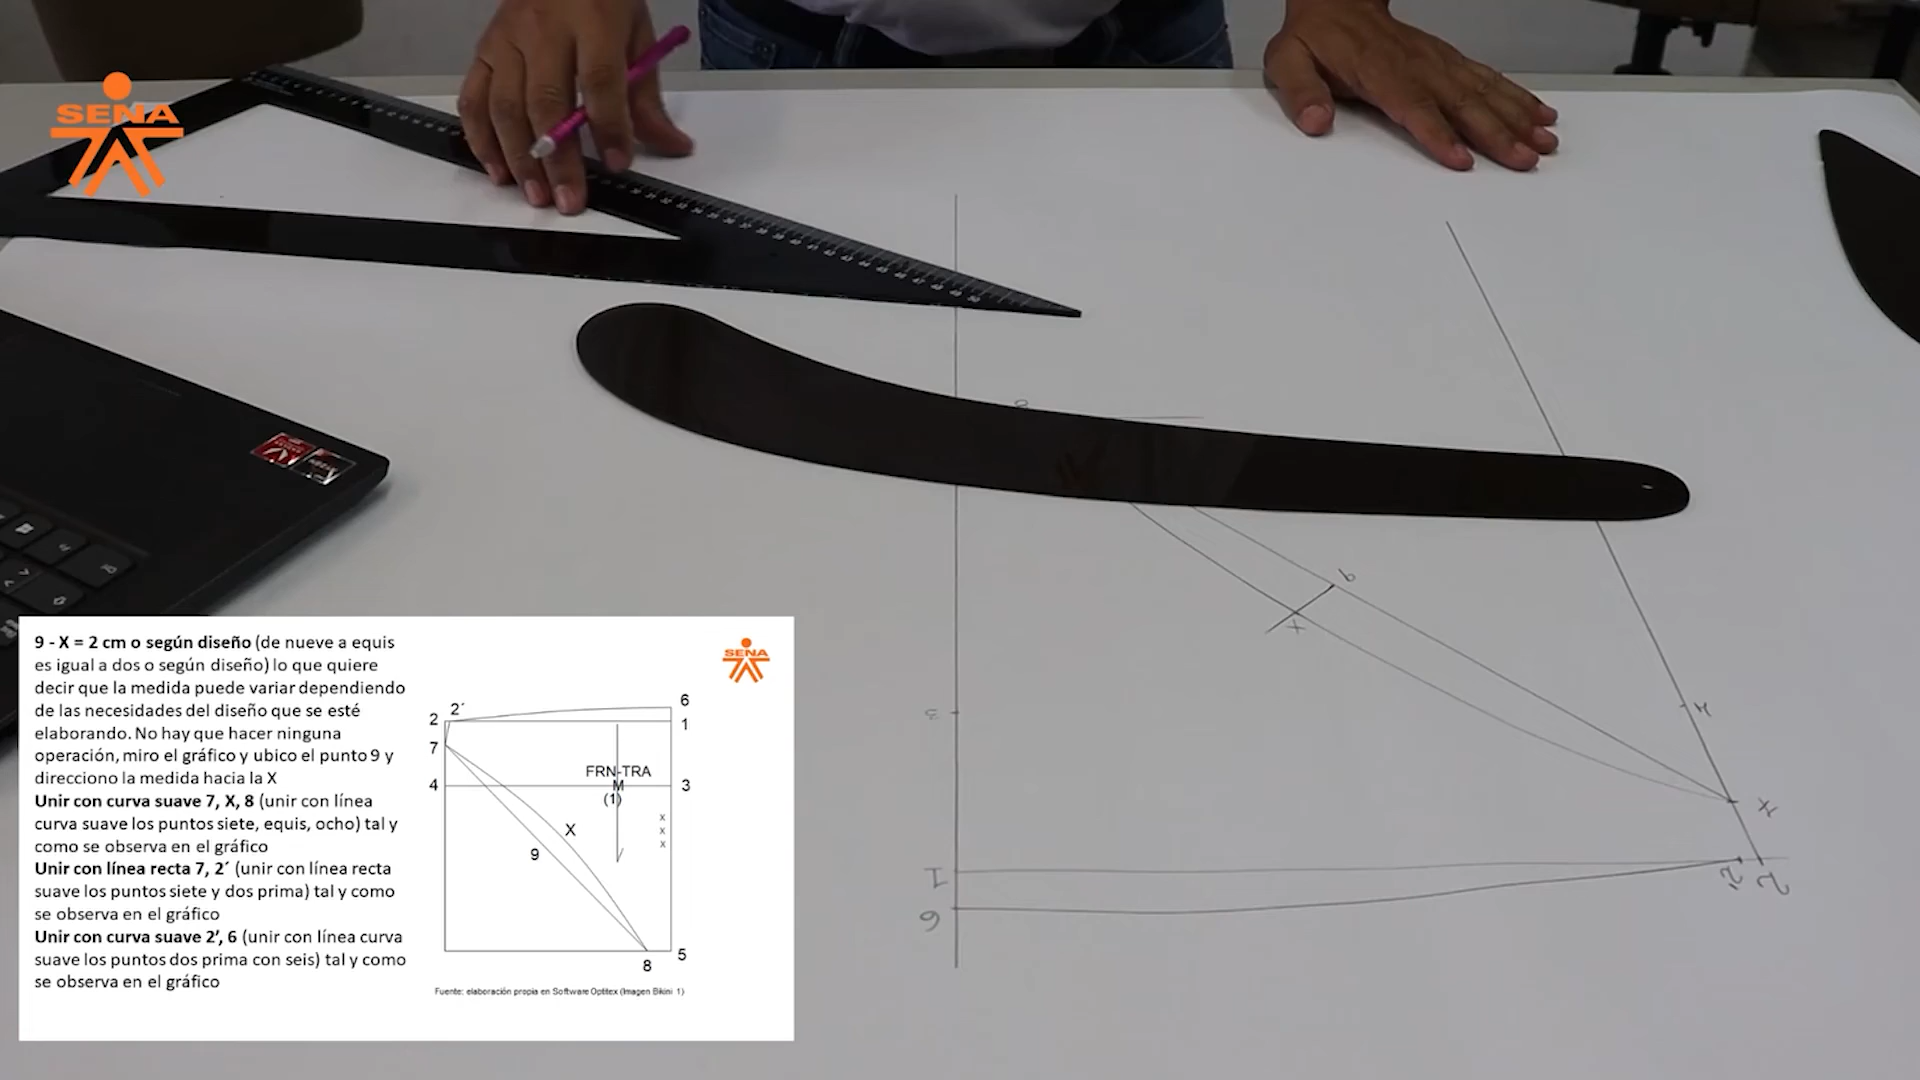 SENA
9 - X = 2 cm o según diseño (de nueve a equis
es igual a dos o según diseño) lo que quiere
decir que la medida puede variar dependiendo
de las necesidades del diseño que se esté
elaborando. No hay que hacer ninguna
operación, miro el gráfico y ubico el punto 9 y
direcciono la medida hacia la X
Unir con curva suave 7, X, 8 (unir con línea
curva suave los puntos siete, equis, ocho) tal y
como se observa en el gráfico
Unir con línea recta 7, 2´ (unir con línea recta
suave los puntos siete y dos prima) tal y como
se observa en el gráfico
Unir con curva suave 2’, 6 (unir con línea curva
suave los puntos dos prima con seis) tal y como
se observa en el gráfico
SENA
2 2´ 6
1
7
4
FRN-TRA
M
(1)
3
x
x
x
X
9
5
8
Fuente: elaboración propia en Software Optitex (Imagen Bikini 1)
9
X
3
4
7
1
6
2'
2